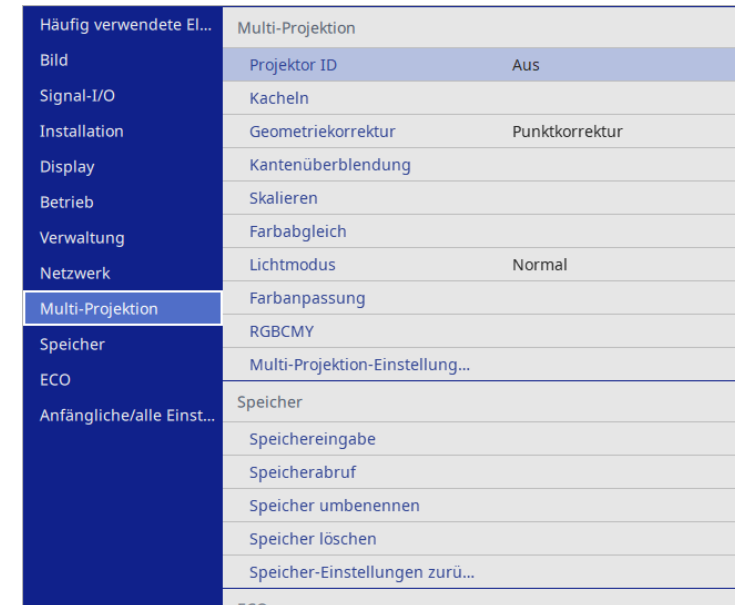 Häufig verwendete El...
Bild
Signal-I/O
Installation
Display
Betrieb
Verwaltung
Netzwerk
Multi-Projektion
Speicher
ECO
Anfängliche/alle Einst...
Multi-Projektion
Projektor ID Aus
Kacheln
Geometriekorrektur Punktkorrektur
Kantenüberblendung
Skalieren
Farbabgleich
Lichtmodus Normal
Farbanpassung
RGBCMY
Multi-Projektion-Einstellung...
Speicher
Speichereingabe
Speicherabruf
Speicher umbenennen
Speicher löschen
Speicher-Einstellungen zurü...